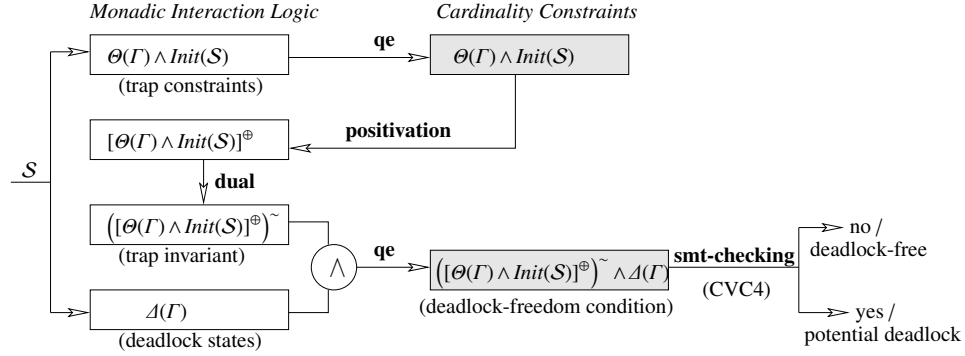 Monadic Interaction Logic
Cardinality Constraints
Θ(Γ) ∧ Init(S)
(trap constraints)
qe
Θ(Γ) ∧ Init(S)
positivation
[Θ(Γ) ∧ Init(S)]⊕
S
dual
([Θ(Γ) ∧ Init(S)]⊕)~
(trap invariant)
∧
qe
([Θ(Γ) ∧ Init(S)]⊕)~ ∧ Δ(Γ)
(deadlock-freedom condition)
smt-checking
(CVC4)
no /
deadlock-free
yes /
potential deadlock
Δ(Γ)
(deadlock states)